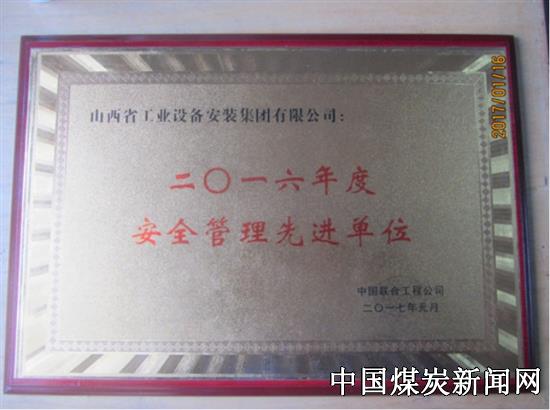 山西省工业设备安装集团有限公司：
二〇一六年度
安全管理先进单位
中国联合工程公司
二〇一七年元月
2017/01/16
中国煤炭新闻网